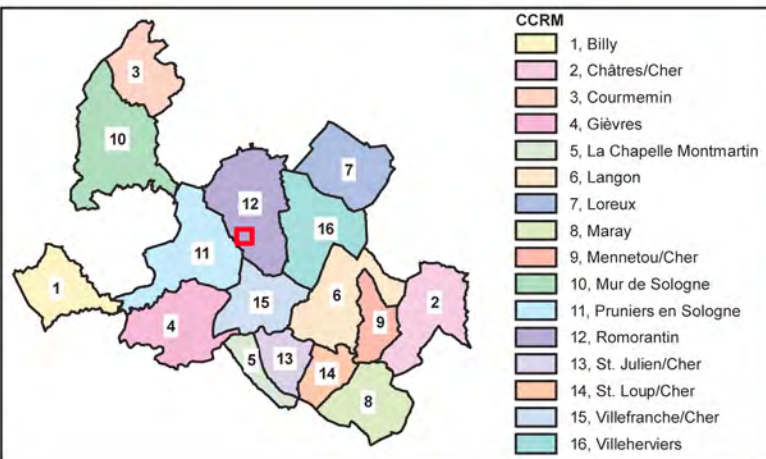 CCRM
1, Billy
2, Châtres/Cher
3, Courmemin
4, Gièvres
5, La Chapelle Montmartin
6, Langon
7, Loreux
8, Maray
9, Mennetou/Cher
10, Mur de Sologne
11, Pruniers en Sologne
12, Romorantin
13, St. Julien/Cher
14, St. Loup/Cher
15, Villefranche/Cher
16, Villeherviers
3
10
7
12
16
11
1
15
6
2
4
9
5
13
14
8